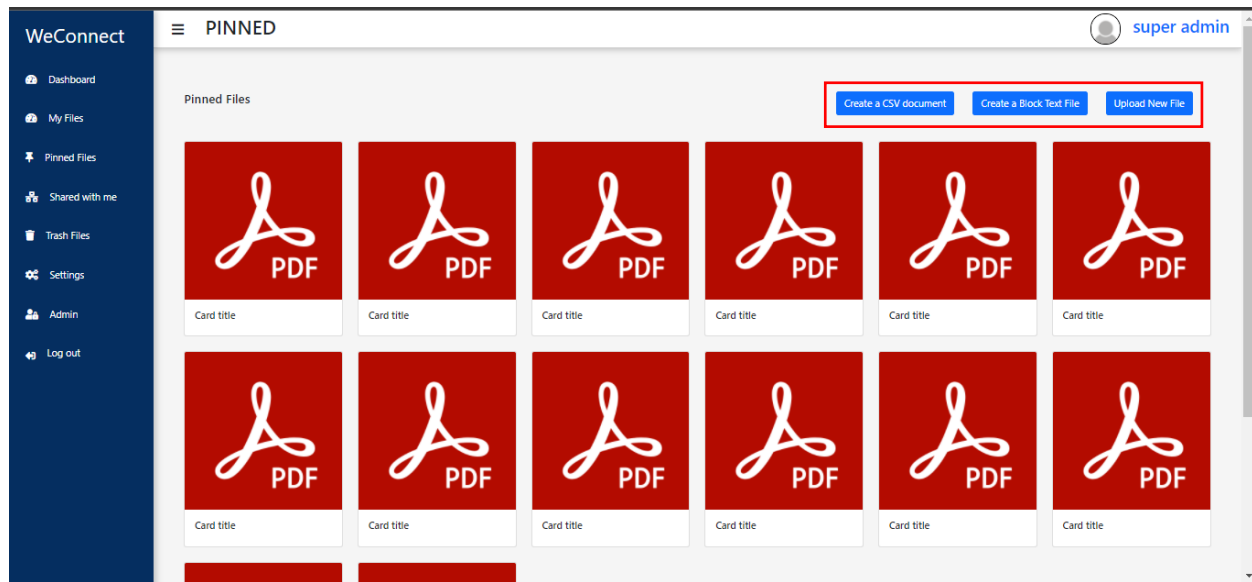 WeConnect
PINNED
super admin
Dashboard
My Files
Pinned Files
Shared with me
Trash Files
Settings
Admin
Log out
Pinned Files
Create a CSV document
Create a Block Text File
Upload New File
PDF PDF PDF PDF PDF PDF
Card title Card title Card title Card title Card title Card title
PDF PDF PDF PDF PDF PDF
Card title Card title Card title Card title Card title Card title